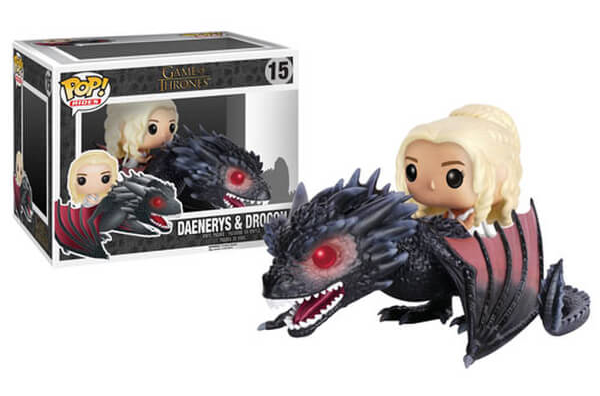 GAME OF
THRONES
15
POP!
RIDES
DAENERYS & DROGON